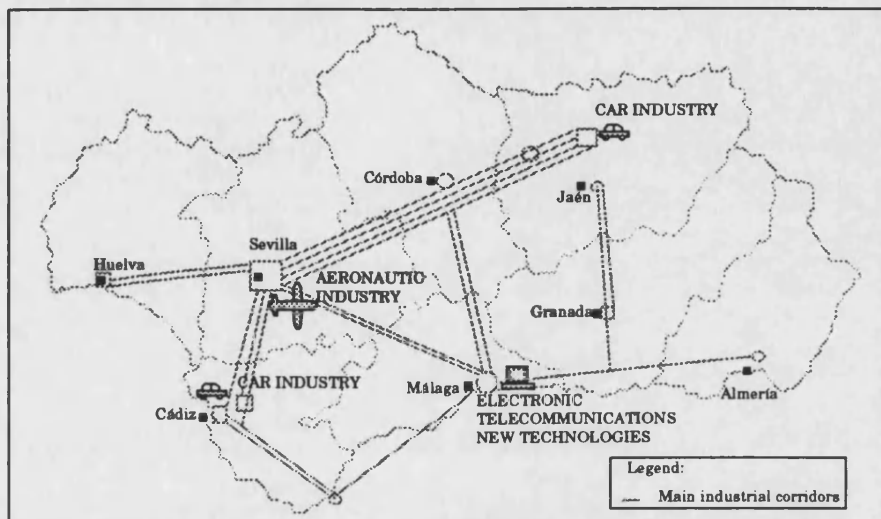 CAR INDUSTRY
Córdoba
Jaén
Sevilla
Huelva
AERONAUTIC
INDUSTRY
Granada
CAR INDUSTRY
Málaga
Cádiz
Almería
ELECTRONIC
TELECOMMUNICATIONS
NEW TECHNOLOGIES
Legend:
Main industrial corridors